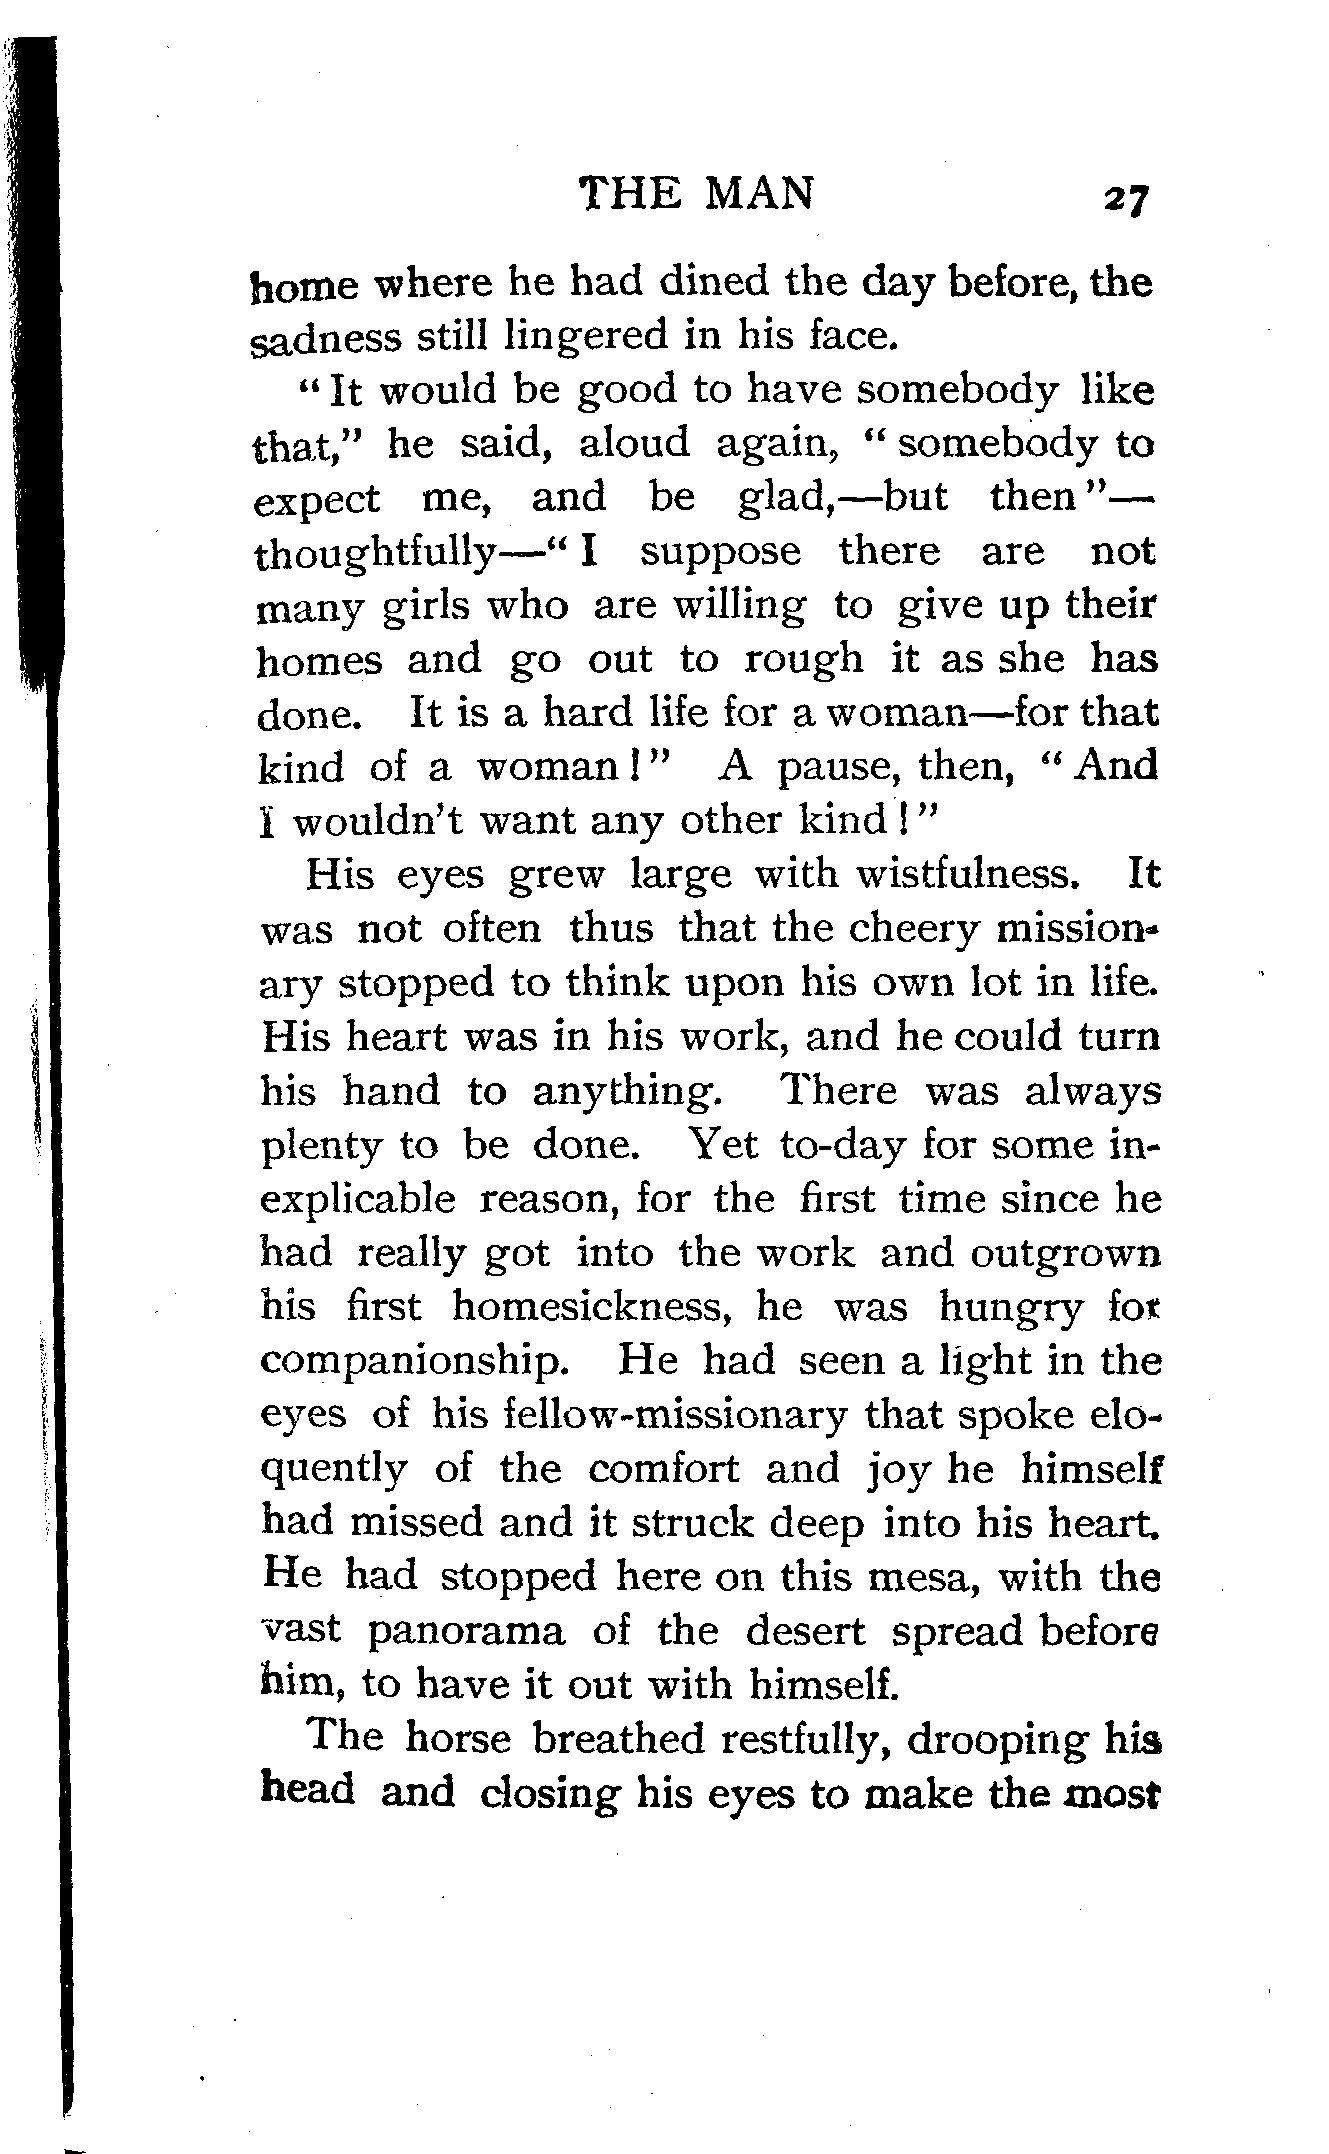 THE MAN 27
home where he had dined the day before, the
sadness still lingered in his face.
“It would be good to have somebody like
that,” he said, aloud again, “somebody to
expect me, and be glad,—but then”—
thoughtfully—“I suppose there are not
many girls who are willing to give up their
homes and go out to rough it as she has
done. It is a hard life for a woman—for that
kind of a woman!” A pause, then, “And
I wouldn't want any other kind!”
His eyes grew large with wistfulness. It
was not often thus that the cheery mission-
ary stopped to think upon his own lot in life.
His heart was in his work, and he could turn
his hand to anything. There was always
plenty to be done. Yet to-day for some in-
explicable reason, for the first time since he
had really got into the work and outgrown
his first homesickness, he was hungry for
companionship. He had seen a light in the
eyes of his fellow-missionary that spoke elo-
quently of the comfort and joy he himself
had missed and it struck deep into his heart.
He had stopped here on this mesa, with the
vast panorama of the desert spread before
him, to have it out with himself.
The horse breathed restfully, drooping his
head and closing his eyes to make the most